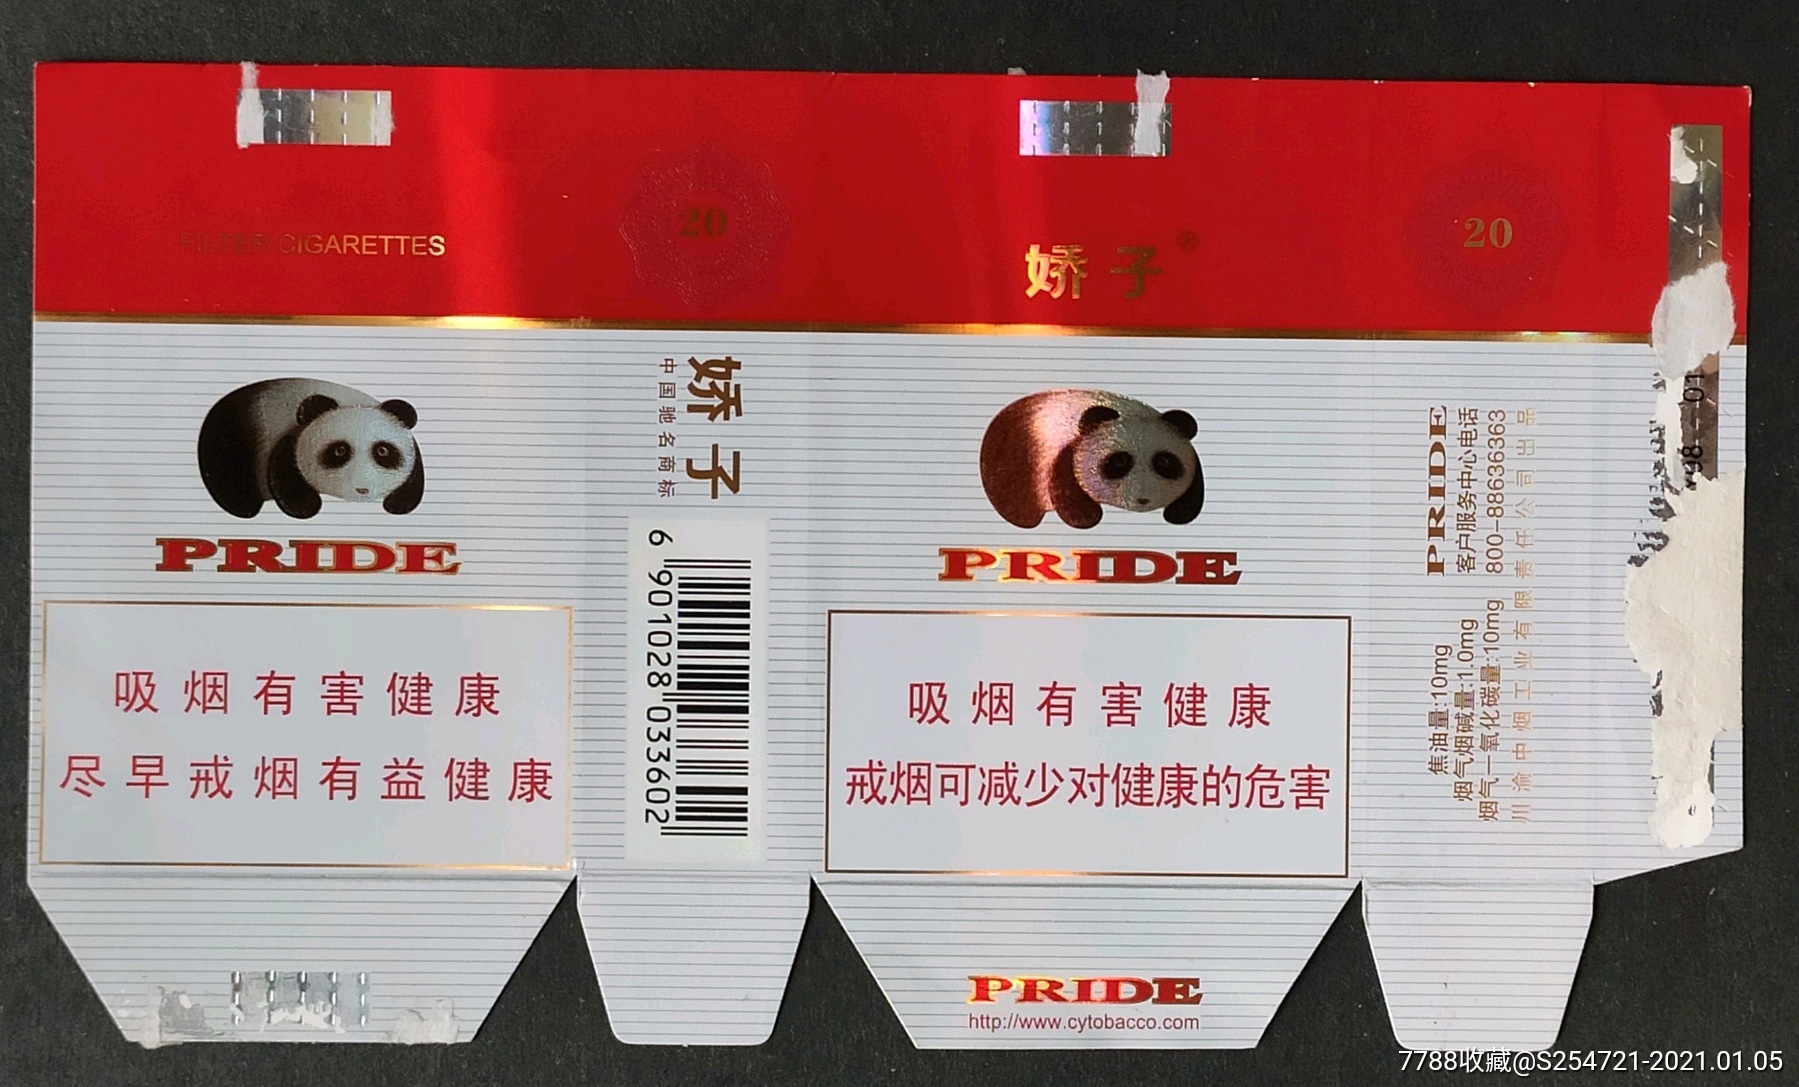 FILTER CIGARETTES
PRIDE
吸烟有害健康
尽早戒烟有益健康
20
娇子
中国驰名商标
6 901028 033602
娇子®
PRIDE
吸烟有害健康
戒烟可减少对健康的危害
PRIDE
http://www.cytobacco.com
20
PRIDE
客户服务中心电话
800-88636363
焦油量:10mg
烟气烟碱量:1.0mg
烟气一氧化碳量:10mg
川渝中烟工业有限责任公司出品
7788收藏@S254721-2021.01.05